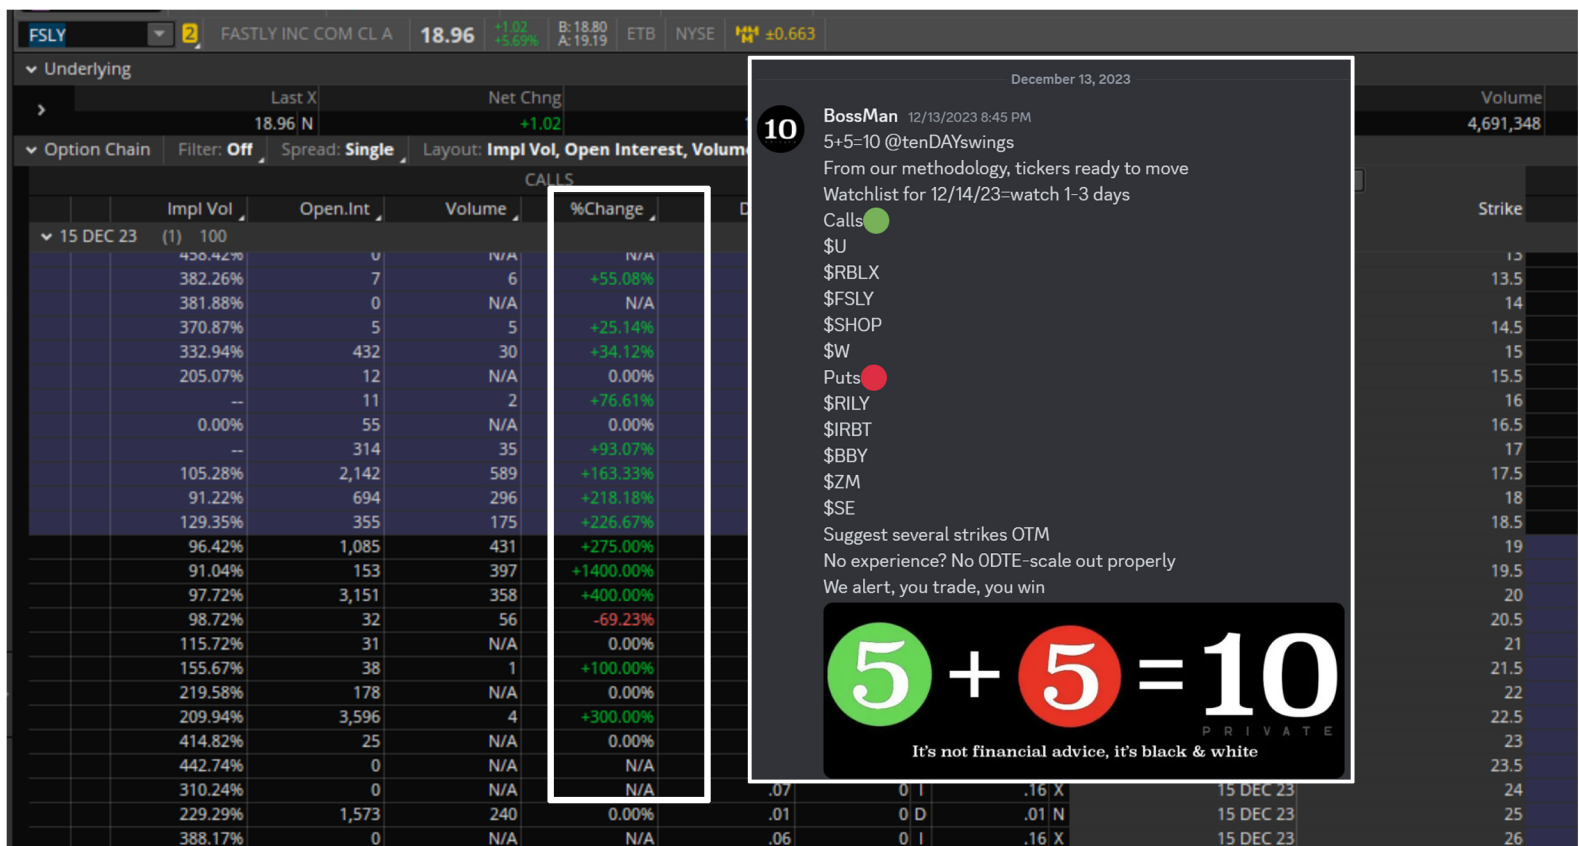 FSLY 2 FASTLY INC COM CL A 18.96 +1.02 +5.69% B: 18.80 A: 19.19 ETB NYSE ±0.663
Underlying
Last X Net Chng Volume
18.96 N +1.02 4,691,348
Option Chain Filter: Off Spread: Single Layout: Impl Vol, Open Interest, Volum
CALLS
Impl Vol Open.Int Volume %Change D Strike
15 DEC 23 (1) 100
458.42% 0 N/A N/A 13
382.26% 7 6 +55.08% 13.5
381.88% 0 N/A N/A 14
370.87% 5 5 +25.14% 14.5
332.94% 432 30 +34.12% 15
205.07% 12 N/A 0.00% 15.5
-- 11 2 +76.61% 16
0.00% 55 N/A 0.00% 16.5
-- 314 35 +93.07% 17
105.28% 2,142 589 +163.33% 17.5
91.22% 694 296 +218.18% 18
129.35% 355 175 +226.67% 18.5
96.42% 1,085 431 +275.00% 19
91.04% 153 397 +1400.00% 19.5
97.72% 3,151 358 +400.00% 20
98.72% 32 56 -69.23% 20.5
115.72% 31 N/A 0.00% 21
155.67% 38 1 +100.00% 21.5
219.58% 178 N/A 0.00% 22
209.94% 3,596 4 +300.00% 22.5
414.82% 25 N/A 0.00% 23
442.74% 0 N/A N/A 23.5
310.24% 0 N/A N/A .07 0 I .16 X 15 DEC 23 24
229.29% 1,573 240 0.00% .01 0 D .01 N 15 DEC 23 25
388.17% 0 N/A N/A .06 0 I .16 X 15 DEC 23 26
December 13, 2023
10
BossMan 12/13/2023 8:45 PM
5+5=10 @tenDAYswings
From our methodology, tickers ready to move
Watchlist for 12/14/23=watch 1-3 days
Calls
$U
$RBLX
$FSLY
$SHOP
$W
Puts
$RILY
$IRBT
$BBY
$ZM
$SE
Suggest several strikes OTM
No experience? No 0DTE-scale out properly
We alert, you trade, you win
5 + 5 = 10
PRIVATE
It's not financial advice, it's black & white